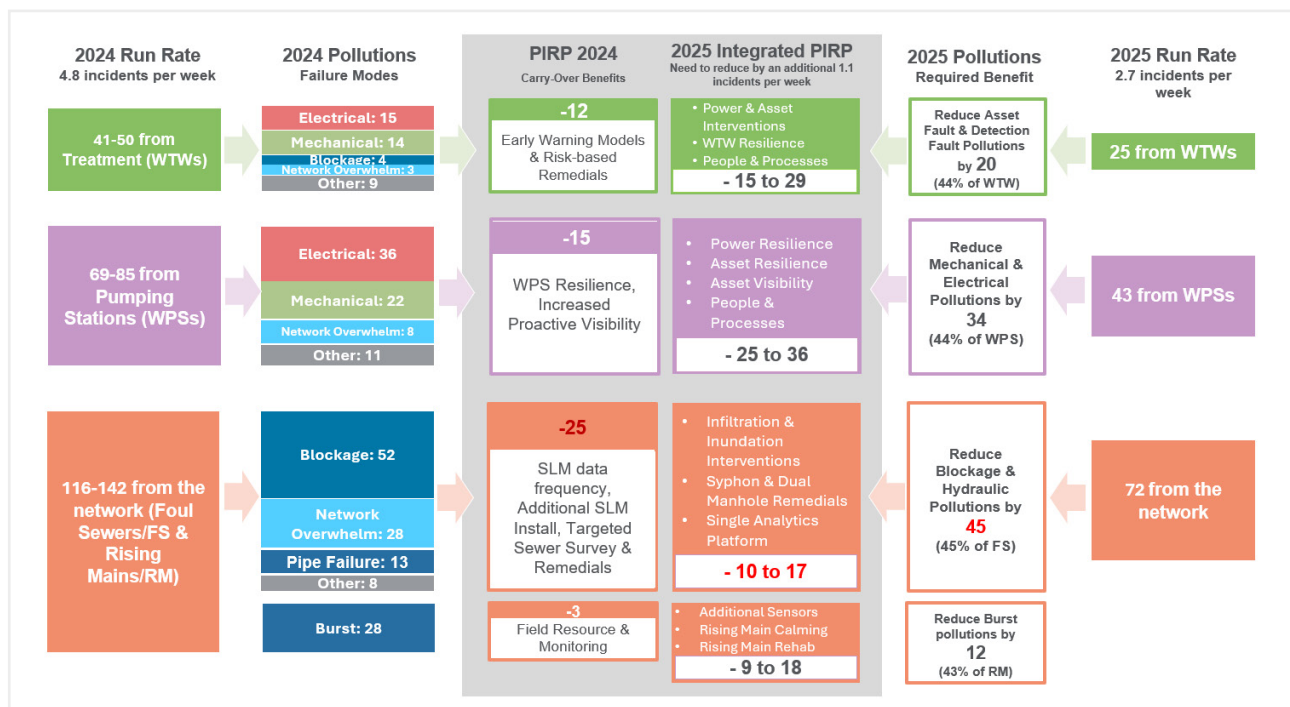 2024 Run Rate
4.8 incidents per week
2024 Pollutions
Failure Modes
PIRP 2024
Carry-Over Benefits
2025 Integrated PIRP
Need to reduce by an additional 1.1
incidents per week
2025 Pollutions
Required Benefit
2025 Run Rate
2.7 incidents per
week
41-50 from
Treatment (WTWs)
Electrical: 15
Mechanical: 14
Blockage: 4
Network Overwhelm: 3
Other: 9
-12
Early Warning Models
& Risk-based
Remedials
• Power & Asset
Interventions
• WTW Resilience
• People & Processes
- 15 to 29
Reduce Asset
Fault & Detection
Fault Pollutions
by 20
(44% of WTW)
25 from WTWs
69-85 from
Pumping
Stations (WPSs)
Electrical: 36
Mechanical: 22
Network Overwhelm: 8
Other: 11
-15
WPS Resilience,
Increased
Proactive Visibility
• Power Resilience
• Asset Resilience
• Asset Visibility
• People &
Processes
- 25 to 36
Reduce
Mechanical &
Electrical
Pollutions by
34
(44% of WPS)
43 from WPSs
116-142 from the
network (Foul
Sewers/FS &
Rising
Mains/RM)
Blockage: 52
Network
Overwhelm: 28
Pipe Failure: 13
Other: 8
Burst: 28
-25
SLM data
frequency,
Additional SLM
Install, Targeted
Sewer Survey &
Remedials
• Infiltration &
Inundation
Interventions
• Syphon & Dual
Manhole Remedials
• Single Analytics
Platform
- 10 to 17
Reduce
Blockage &
Hydraulic
Pollutions by
45
(45% of FS)
72 from the
network
-3
Field Resource &
Monitoring
• Additional Sensors
• Rising Main Calming
• Rising Main Rehab
- 9 to 18
Reduce Burst
pollutions by
12
(43% of RM)